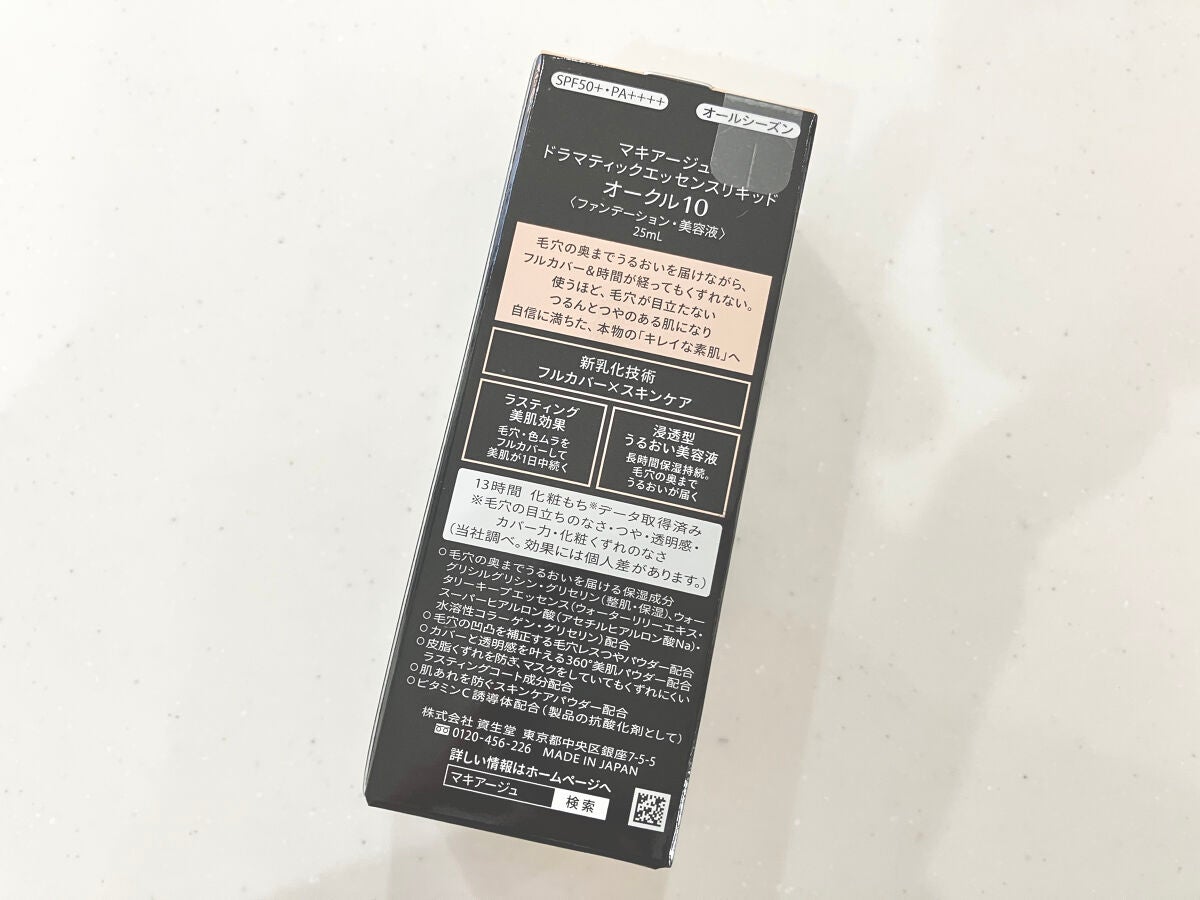 SPF50+・PA++++
オールシーズン
マキアージュ
ドラマティックエッセンスリキッド
オークル10
〈ファンデーション・美容液〉
25mL
毛穴の奥までうるおいを届けながら、
フルカバー&時間が経ってもくずれない。
使うほど、毛穴が目立たない
つるんとつやのある肌になり
自信に満ちた、本物の「キレイな素肌」へ
新乳化技術
フルカバー×スキンケア
ラスティング
美肌効果
毛穴・色ムラを
フルカバーして
美肌が1日中続く
浸透型
うるおい美容液
長時間保湿持続。
毛穴の奥まで
うるおいが届く
13時間 化粧もち※データ取得済み
※毛穴の目立ちのなさ・つや・透明感・
カバー力・化粧くずれのなさ
(当社調べ。効果には個人差があります。)
○毛穴の奥までうるおいを届ける保湿成分
グリシルグリシン・グリセリン(整肌・保湿)、ウォー
タリーキープエッセンス(ウォーターリリーエキス・
スーパーヒアルロン酸(アセチルヒアルロン酸Na)・
水溶性コラーゲン・グリセリン)配合
○毛穴の凹凸を補正する毛穴レスつやパウダー配合
○カバーと透明感を叶える360°美肌パウダー配合
○皮脂くずれを防ぎ、マスクをしていてもくずれにくい
ラスティングコート成分配合
○肌あれを防ぐスキンケアパウダー配合
○ビタミンC誘導体配合(製品の抗酸化剤として)
株式会社 資生堂 東京都中央区銀座7-5-5
0120-456-226 MADE IN JAPAN
詳しい情報はホームページへ
マキアージュ 検索